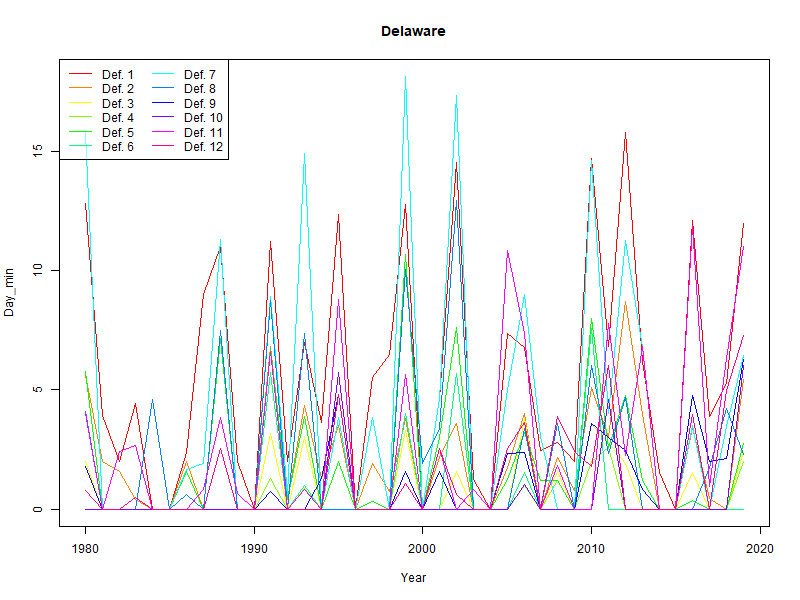 Delaware
Def. 1 Def. 7
Def. 2 Def. 8
Def. 3 Def. 9
Def. 4 Def. 10
Def. 5 Def. 11
Def. 6 Def. 12
Day_min
15
10
5
0
1980 1990 2000 2010 2020
Year